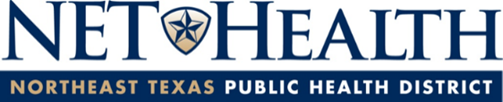 NET HEALTH
NORTHEAST TEXAS PUBLIC HEALTH DISTRICT